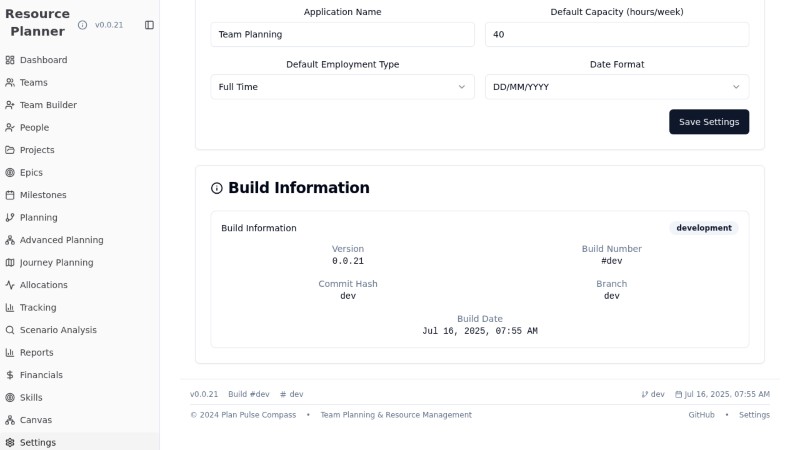 Resource
Planner
v0.0.21
Dashboard
Teams
Team Builder
People
Projects
Epics
Milestones
Planning
Advanced Planning
Journey Planning
Allocations
Tracking
Scenario Analysis
Reports
Financials
Skills
Canvas
Settings
Application Name
Default Capacity (hours/week)
Team Planning
40
Default Employment Type
Date Format
Full Time
DD/MM/YYYY
Save Settings
Build Information
Build Information
development
Version
Build Number
0.0.21
#dev
Commit Hash
Branch
dev
dev
Build Date
Jul 16, 2025, 07:55 AM
v0.0.21 Build #dev # dev
dev Jul 16, 2025, 07:55 AM
© 2024 Plan Pulse Compass • Team Planning & Resource Management
GitHub • Settings